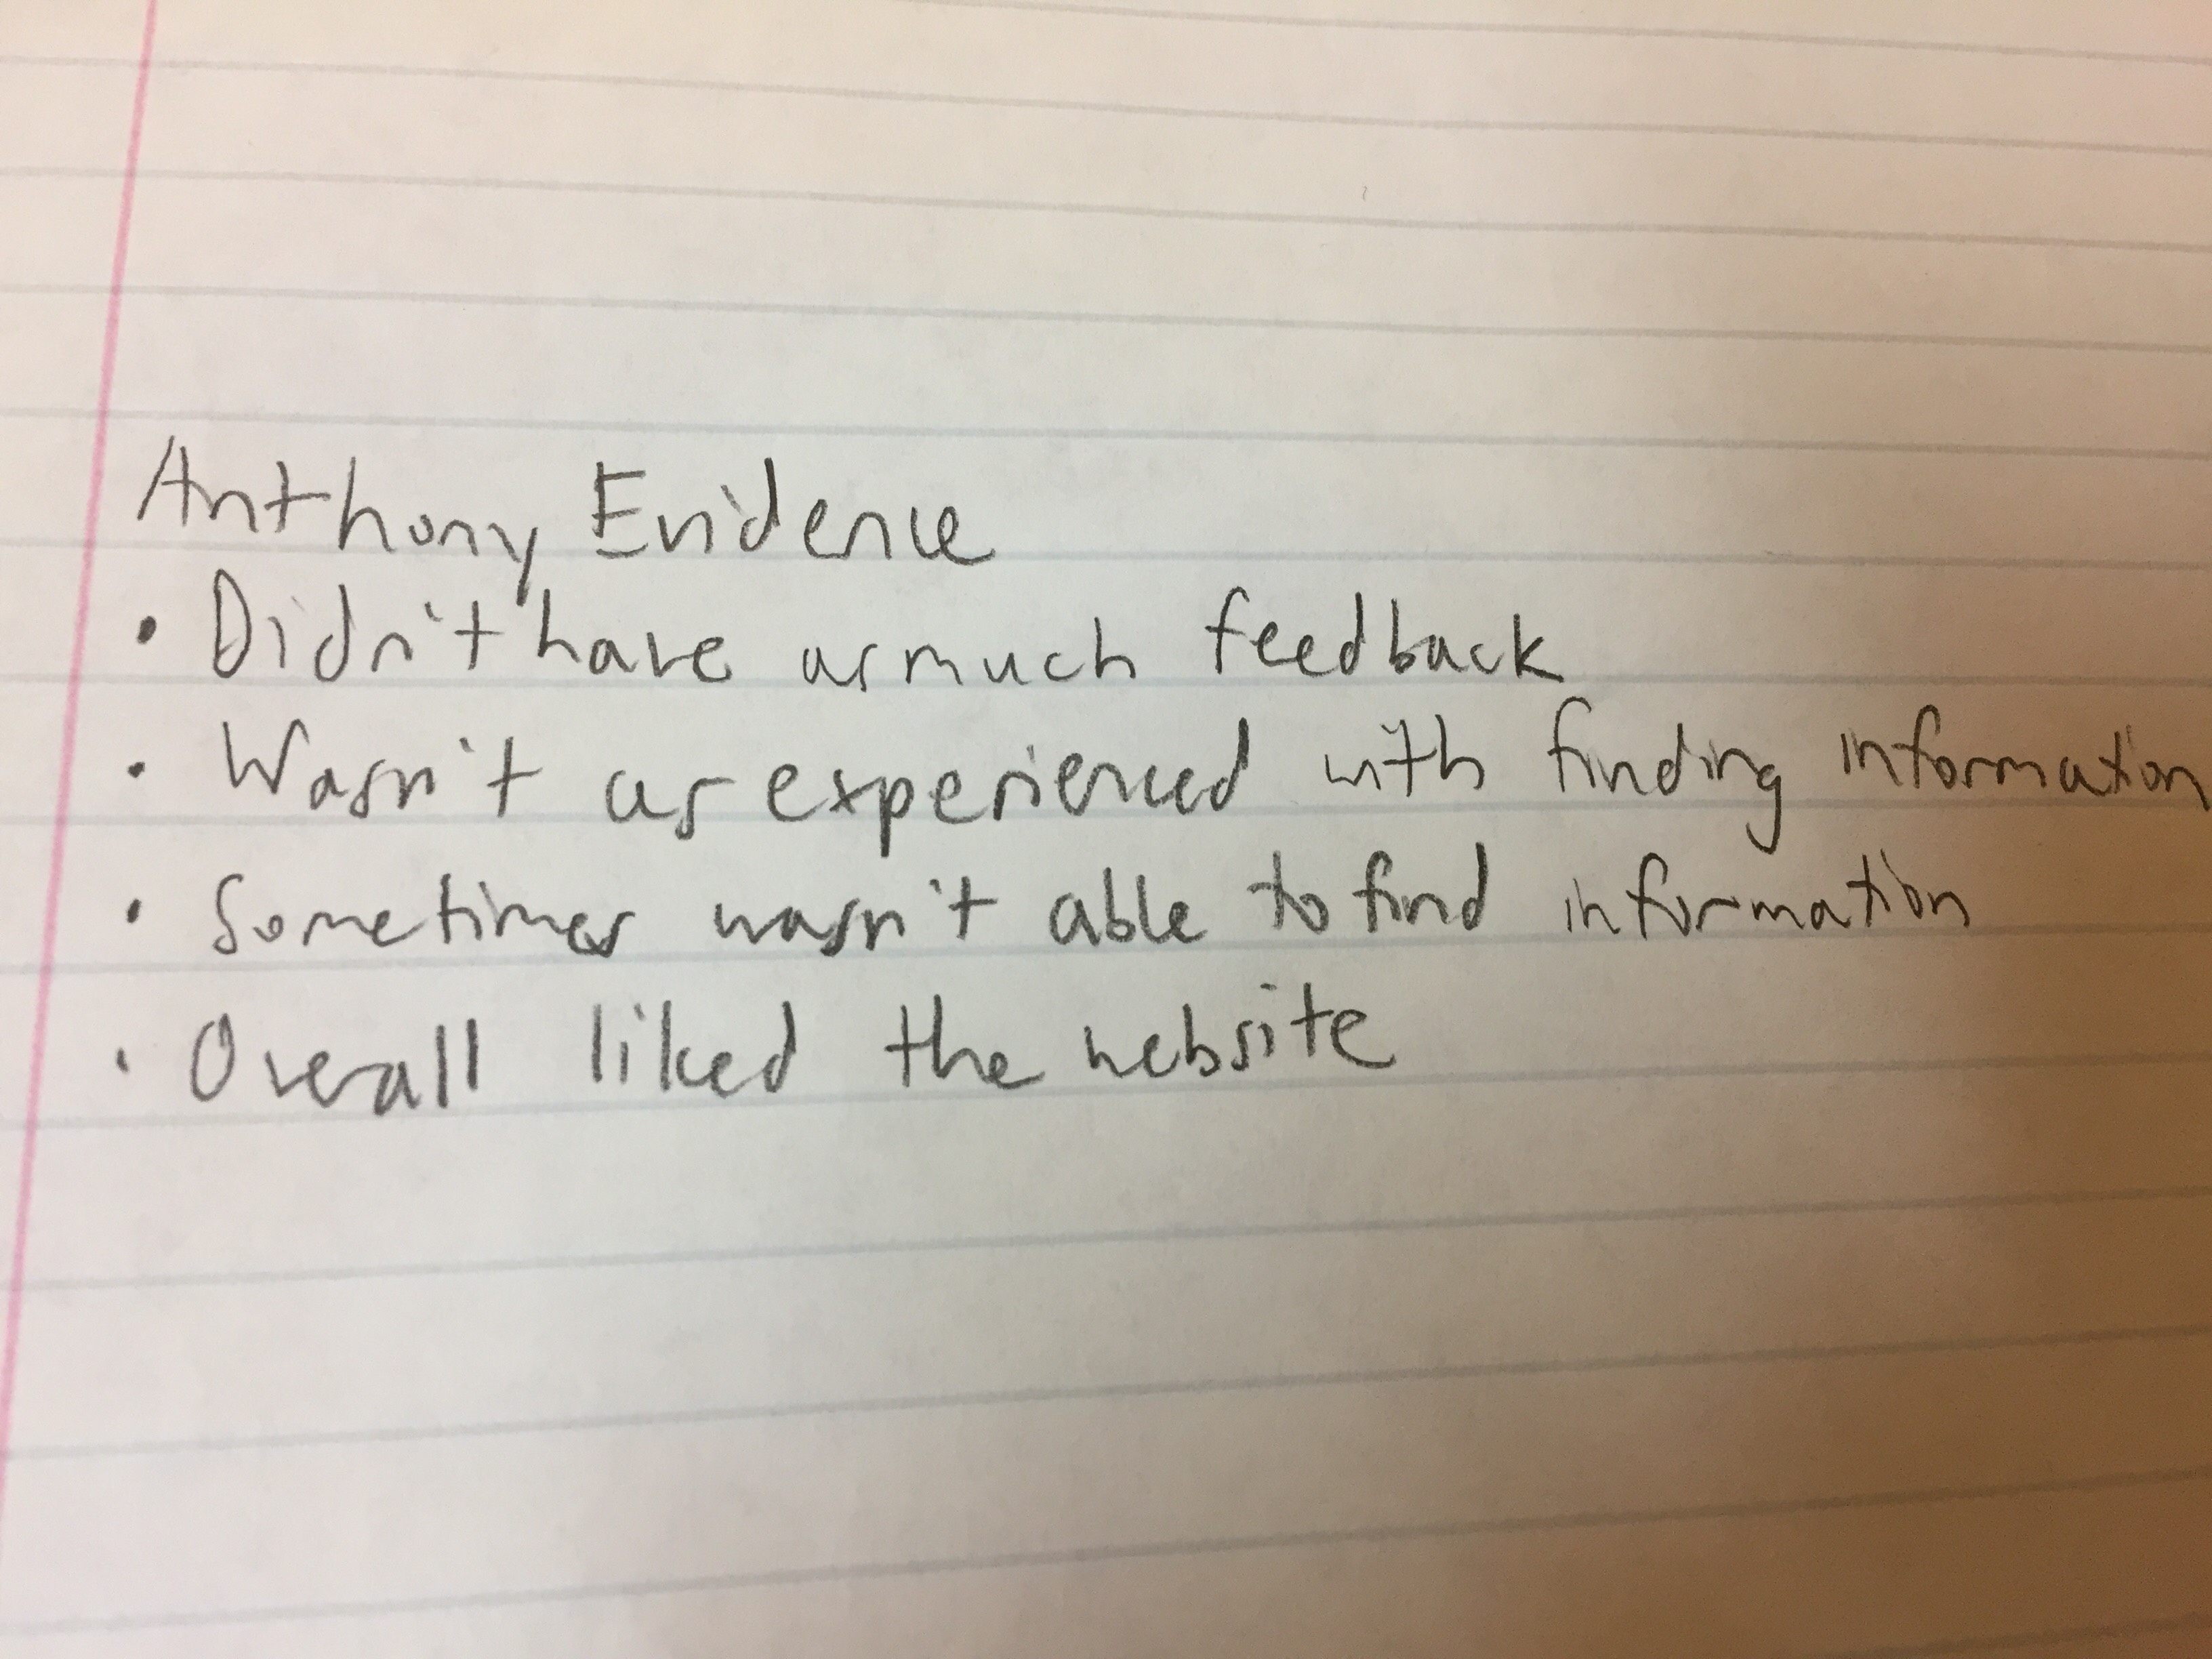 Anthony Evidence
• Didn't have as much feedback
• Wasn't as experienced with finding information
• Sometimes wasn't able to find information
• Overall liked the website